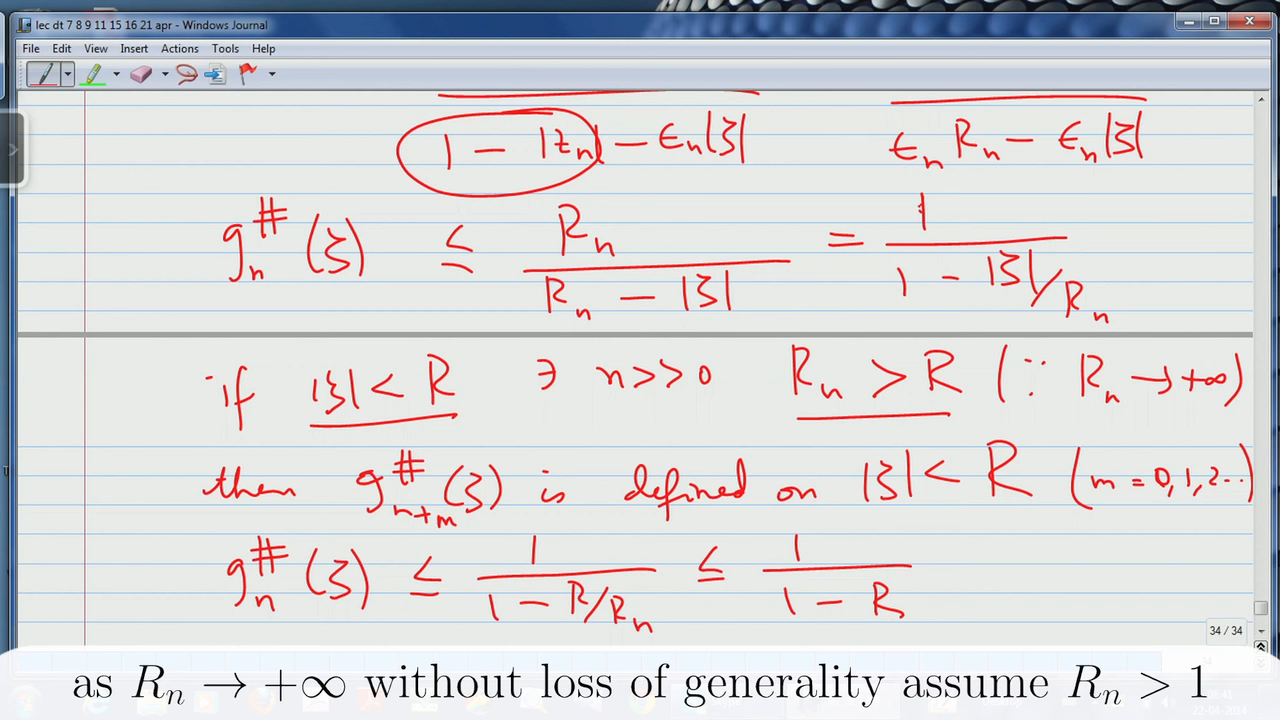 lec dt 7 8 9 11 15 16 21 apr - Windows Journal
File Edit View Insert Actions Tools Help
1 - |z_n| - ϵ_n|ζ|    ϵ_n R_n - ϵ_n|ζ|
g_n^#(ζ) ≤ R_n / (R_n - |ζ|) = 1 / (1 - |ζ|/R_n)
if |ζ| < R ∃ n>>0 R_n > R (∵ R_n → +∞)
then g_{n+m}^#(ζ) is defined on |ζ| < R (m = 0, 1, 2..)
g_n^#(ζ) ≤ 1 / (1 - R/R_n) ≤ 1 / (1 - R)
34 / 34
as R_n → +∞ without loss of generality assume R_n > 1
22-04-2014